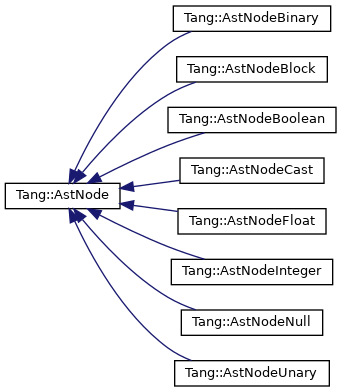 Tang::AstNodeBinary
Tang::AstNodeBlock
Tang::AstNodeBoolean
Tang::AstNodeCast
Tang::AstNode
Tang::AstNodeFloat
Tang::AstNodeInteger
Tang::AstNodeNull
Tang::AstNodeUnary